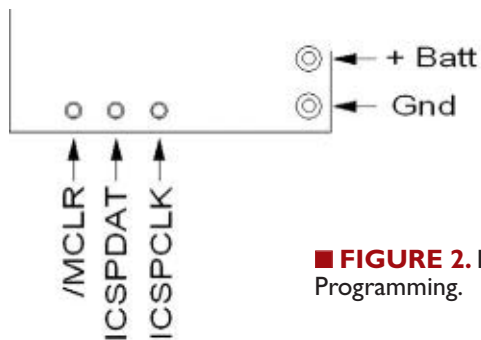 + Batt
Gnd
/MCLR
ICSPDAT
ICSPCLK
■ FIGURE 2.
Programming.